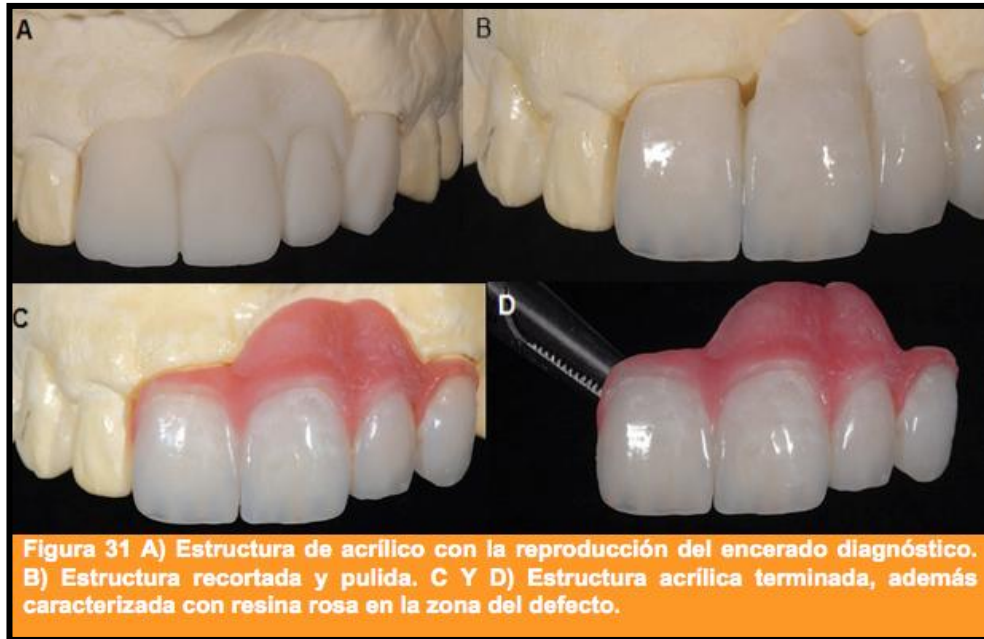 A
B
C
D
Figura 31 A) Estructura de acrílico con la reproducción del encerado diagnóstico.
B) Estructura recortada y pulida. C Y D) Estructura acrílica terminada, además
caracterizada con resina rosa en la zona del defecto.